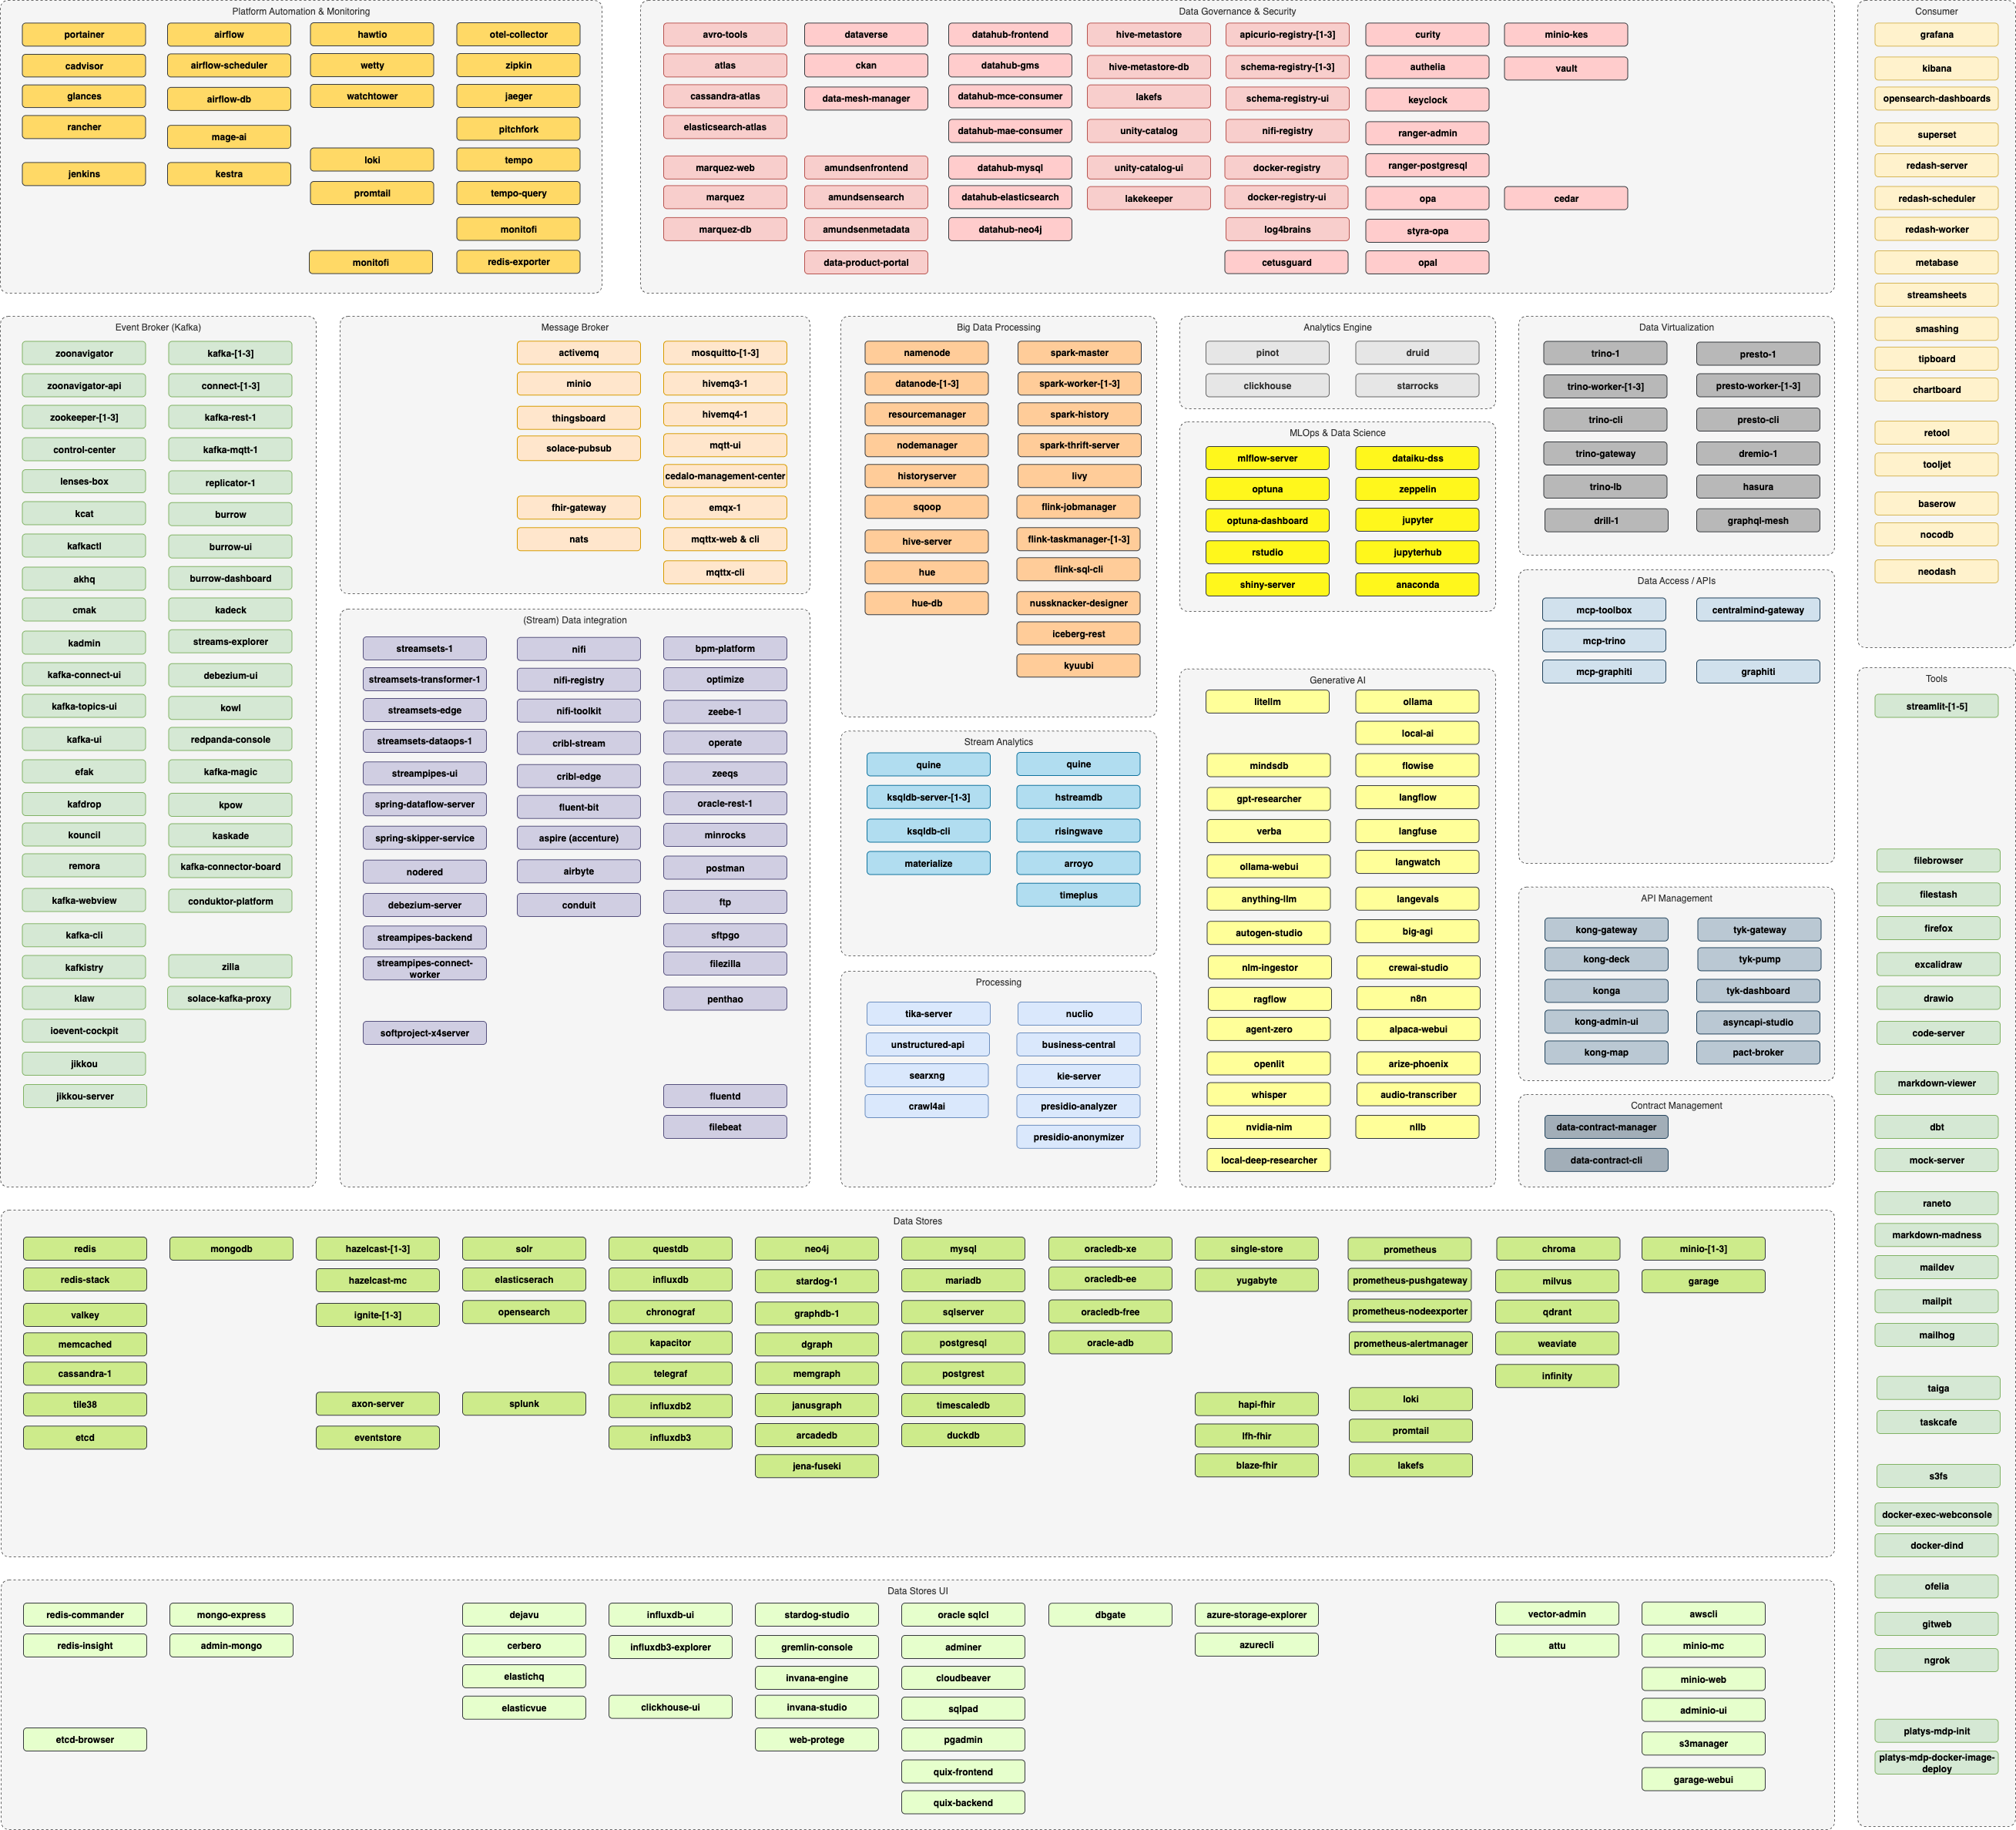 Platform Automation & Monitoring
portainer
cadvisor
glances
rancher
jenkins
airflow
airflow-scheduler
airflow-db
mage-ai
kestra
hawtio
wetty
watchtower
loki
promtail
monitofi
otel-collector
zipkin
jaeger
pitchfork
tempo
tempo-query
monitofi
redis-exporter
Data Governance & Security
avro-tools
atlas
cassandra-atlas
elasticsearch-atlas
marquez-web
marquez
marquez-db
dataverse
ckan
data-mesh-manager
amundsenfrontend
amundsensearch
amundsenmetadata
data-product-portal
datahub-frontend
datahub-gms
datahub-mce-consumer
datahub-mae-consumer
datahub-mysql
datahub-elasticsearch
datahub-neo4j
hive-metastore
hive-metastore-db
lakefs
unity-catalog
unity-catalog-ui
lakekeeper
apicurio-registry-[1-3]
schema-registry-[1-3]
schema-registry-ui
nifi-registry
docker-registry
docker-registry-ui
log4brains
cetusguard
curity
authelia
keyclock
ranger-admin
ranger-postgresql
opa
styra-opa
opal
minio-kes
vault
cedar
Consumer
grafana
kibana
opensearch-dashboards
superset
redash-server
redash-scheduler
redash-worker
metabase
streamsheets
smashing
tipboard
chartboard
retool
tooljet
baserow
nocodb
neodash
Event Broker (Kafka)
zoonavigator
zoonavigator-api
zookeeper-[1-3]
control-center
lenses-box
kcat
kafkactl
akhq
cmak
kadmin
kafka-connect-ui
kafka-topics-ui
kafka-ui
efak
kafdrop
kouncil
remora
kafka-webview
kafka-cli
kafkistry
klaw
ioevent-cockpit
jikkou
jikkou-server
kafka-[1-3]
connect-[1-3]
kafka-rest-1
kafka-mqtt-1
replicator-1
burrow
burrow-ui
burrow-dashboard
kadeck
streams-explorer
debezium-ui
kowl
redpanda-console
kafka-magic
kpow
kaskade
kafka-connector-board
conduktor-platform
zilla
solace-kafka-proxy
Message Broker
activemq
minio
thingsboard
solace-pubsub
fhir-gateway
nats
mosquitto-[1-3]
hivemq3-1
hivemq4-1
mqtt-ui
cedalo-management-center
emqx-1
mqttx-web & cli
mqttx-cli
(Stream) Data integration
streamsets-1
streamsets-transformer-1
streamsets-edge
streamsets-dataops-1
streampipes-ui
spring-dataflow-server
spring-skipper-service
nodered
debezium-server
streampipes-backend
streampipes-connect-
worker
softproject-x4server
nifi
nifi-registry
nifi-toolkit
cribl-stream
cribl-edge
fluent-bit
aspire (accenture)
airbyte
conduit
bpm-platform
optimize
zeebe-1
operate
zeeqs
oracle-rest-1
minrocks
postman
ftp
sftpgo
filezilla
penthao
fluentd
filebeat
Big Data Processing
namenode
datanode-[1-3]
resourcemanager
nodemanager
historyserver
sqoop
hive-server
hue
hue-db
spark-master
spark-worker-[1-3]
spark-history
spark-thrift-server
livy
flink-jobmanager
flink-taskmanager-[1-3]
flink-sql-cli
nussknacker-designer
iceberg-rest
kyuubi
Stream Analytics
quine
ksqldb-server-[1-3]
ksqldb-cli
materialize
quine
hstreamdb
risingwave
arroyo
timeplus
Processing
tika-server
unstructured-api
searxng
crawl4ai
nuclio
business-central
kie-server
presidio-analyzer
presidio-anonymizer
Analytics Engine
pinot
clickhouse
druid
starrocks
MLOps & Data Science
mlflow-server
optuna
optuna-dashboard
rstudio
shiny-server
dataiku-dss
zeppelin
jupyter
jupyterhub
anaconda
Generative AI
litellm
mindsdb
gpt-researcher
verba
ollama-webui
anything-llm
autogen-studio
nlm-ingestor
ragflow
agent-zero
openlit
whisper
nvidia-nim
local-deep-researcher
ollama
local-ai
flowise
langflow
langfuse
langwatch
langevals
big-agi
crewai-studio
n8n
alpaca-webui
arize-phoenix
audio-transcriber
nllb
Data Virtualization
trino-1
trino-worker-[1-3]
trino-cli
trino-gateway
trino-lb
drill-1
presto-1
presto-worker-[1-3]
presto-cli
dremio-1
hasura
graphql-mesh
Data Access / APIs
mcp-toolbox
mcp-trino
mcp-graphiti
centralmind-gateway
graphiti
API Management
kong-gateway
kong-deck
konga
kong-admin-ui
kong-map
tyk-gateway
tyk-pump
tyk-dashboard
asyncapi-studio
pact-broker
Contract Management
data-contract-manager
data-contract-cli
Tools
streamlit-[1-5]
filebrowser
filestash
firefox
excalidraw
drawio
code-server
markdown-viewer
dbt
mock-server
raneto
markdown-madness
maildev
mailpit
mailhog
taiga
taskcafe
s3fs
docker-exec-webconsole
docker-dind
ofelia
gitweb
ngrok
platys-mdp-init
platys-mdp-docker-image-
deploy
Data Stores
redis
redis-stack
valkey
memcached
cassandra-1
tile38
etcd
mongodb
hazelcast-[1-3]
hazelcast-mc
ignite-[1-3]
axon-server
eventstore
solr
elasticserach
opensearch
splunk
questdb
influxdb
chronograf
kapacitor
telegraf
influxdb2
influxdb3
neo4j
stardog-1
graphdb-1
dgraph
memgraph
janusgraph
arcadedb
jena-fuseki
mysql
mariadb
sqlserver
postgresql
postgrest
timescaledb
duckdb
oracledb-xe
oracledb-ee
oracledb-free
oracle-adb
single-store
yugabyte
hapi-fhir
lfh-fhir
blaze-fhir
prometheus
prometheus-pushgateway
prometheus-nodeexporter
prometheus-alertmanager
loki
promtail
lakefs
chroma
milvus
qdrant
weaviate
infinity
minio-[1-3]
garage
Data Stores UI
redis-commander
redis-insight
etcd-browser
mongo-express
admin-mongo
dejavu
cerbero
elastichq
elasticvue
influxdb-ui
influxdb3-explorer
clickhouse-ui
stardog-studio
gremlin-console
invana-engine
invana-studio
web-protege
oracle sqlcl
adminer
cloudbeaver
sqlpad
pgadmin
quix-frontend
quix-backend
dbgate
azure-storage-explorer
azurecli
vector-admin
attu
awscli
minio-mc
minio-web
adminio-ui
s3manager
garage-webui